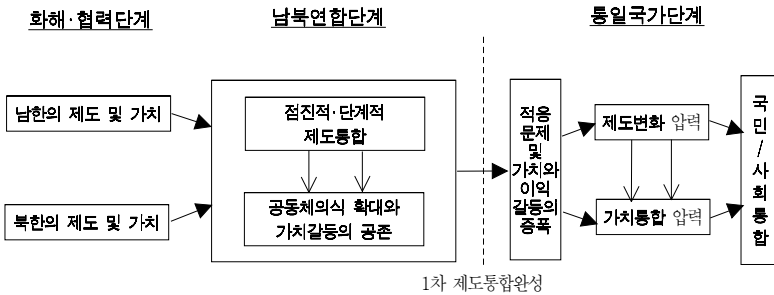 화해·협력단계
남북연합단계
통일국가단계
남한의 제도 및 가치
북한의 제도 및 가치
점진적·단계적
제도통합
공동체의식 확대와
가치갈등의 공존
적응
문제
및
가치와
이익
갈등의
증폭
제도변화 압력
가치통합 압력
국
민
/
사
회
통
합
1차 제도통합완성